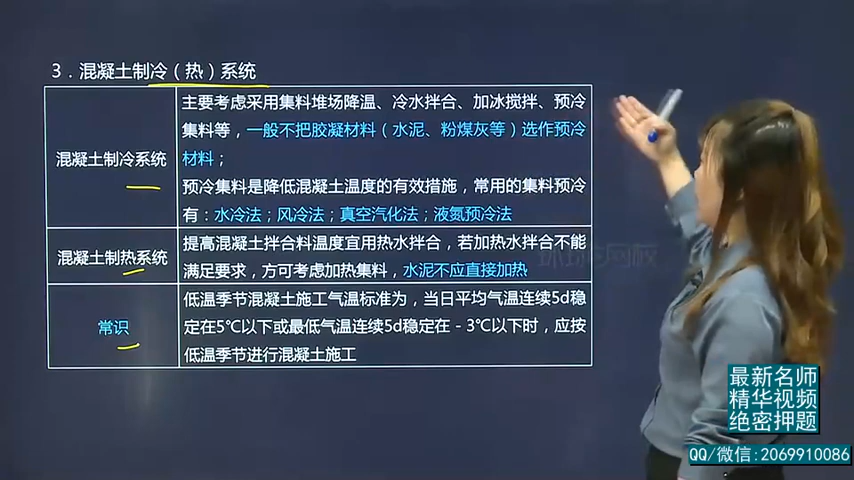 3．混凝土制冷（热）系统
主要考虑采用集料堆场降温、冷水拌合、加冰搅拌、预冷
集料等，一般不把胶凝材料（水泥、粉煤灰等）选作预冷
混凝土制冷系统
材料；
预冷集料是降低混凝土温度的有效措施，常用的集料预冷
有：水冷法；风冷法；真空汽化法；液氮预冷法
混凝土制热系统
提高混凝土拌合料温度宜用热水拌合，若加热水拌合不能
满足要求，方可考虑加热集料，水泥不应直接加热
常识
低温季节混凝土施工气温标准为，当日平均气温连续5d稳
定在5℃以下或最低气温连续5d稳定在－3℃以下时，应按
低温季节进行混凝土施工
最新名师
精华视频
绝密押题
QQ/微信:2069910086